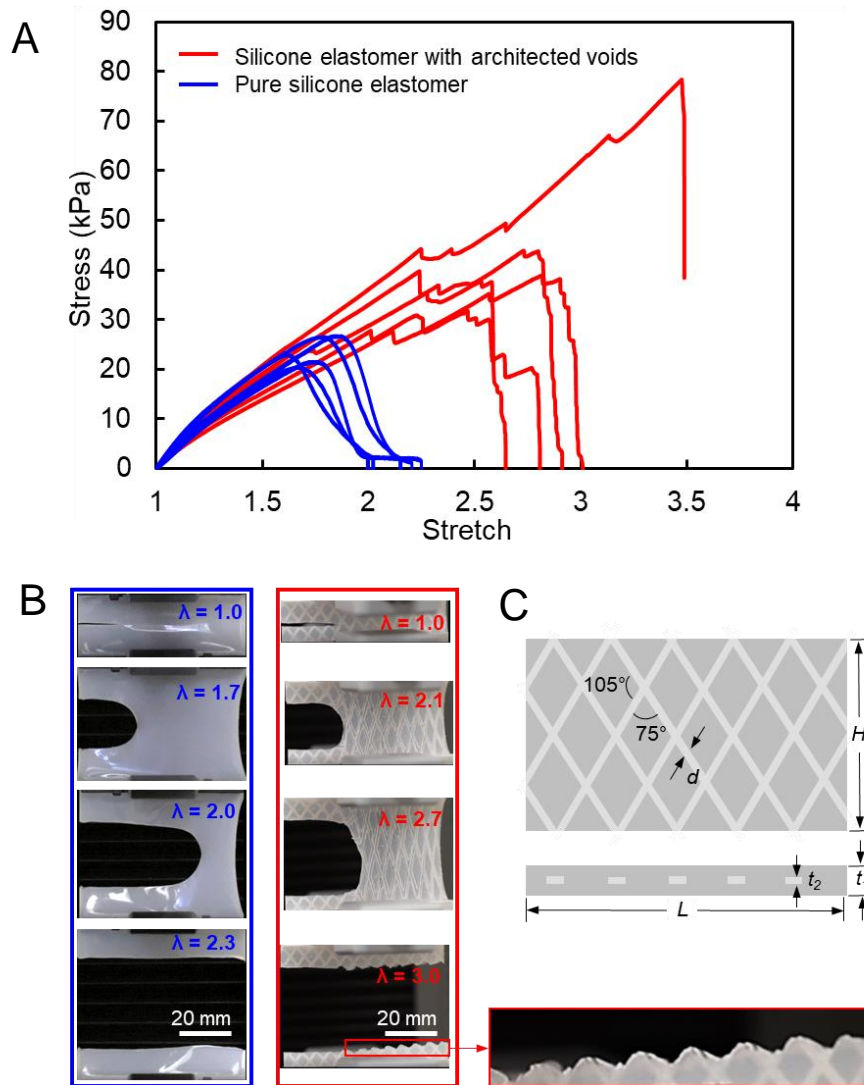 A
90
80
70
60
50
40
30
20
10
0
Stress (kPa)
Silicone elastomer with architected voids
Pure silicone elastomer
1
1.5
2
2.5
3
3.5
4
Stretch
B
λ = 1.0
λ = 1.7
λ = 2.0
λ = 2.3
20 mm
λ = 1.0
λ = 2.1
λ = 2.7
λ = 3.0
20 mm
C
105°
75°
d
H
t₂
t
L